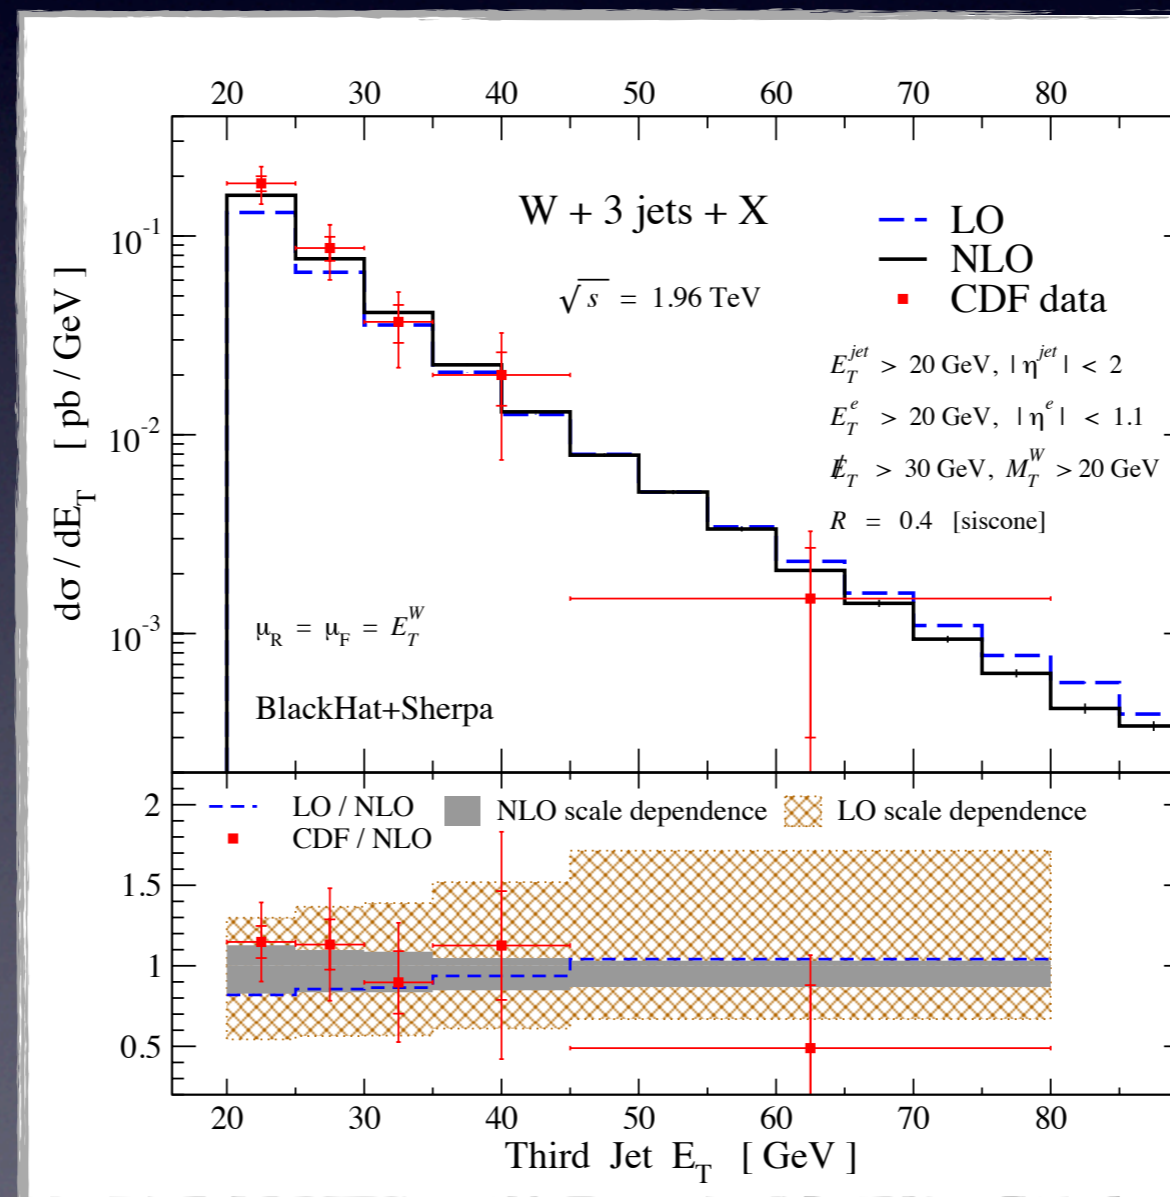 20 30 40 50 60 70 80
10^-1
10^-2
10^-3
dσ / dE_T [ pb / GeV ]
W + 3 jets + X
√s = 1.96 TeV
LO
NLO
CDF data
E_T^jet > 20 GeV, | η^jet | < 2
E_T^e > 20 GeV, | η^e | < 1.1
E̸_T > 30 GeV, M_T^W > 20 GeV
R = 0.4 [siscone]
μ_R = μ_F = E_T^W
BlackHat+Sherpa
LO / NLO
CDF / NLO
NLO scale dependence
LO scale dependence
2
1.5
1
0.5
20 30 40 50 60 70 80
Third Jet E_T [ GeV ]